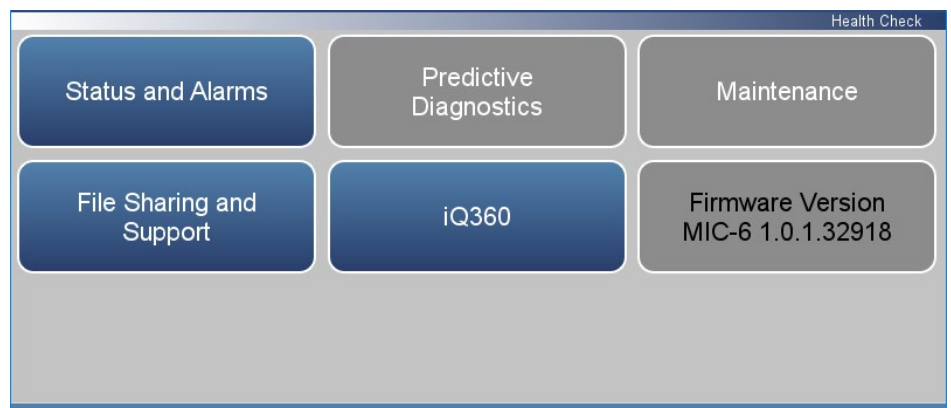 Health Check
Status and Alarms
Predictive
Diagnostics
Maintenance
File Sharing and
Support
iQ360
Firmware Version
MIC-6 1.0.1.32918